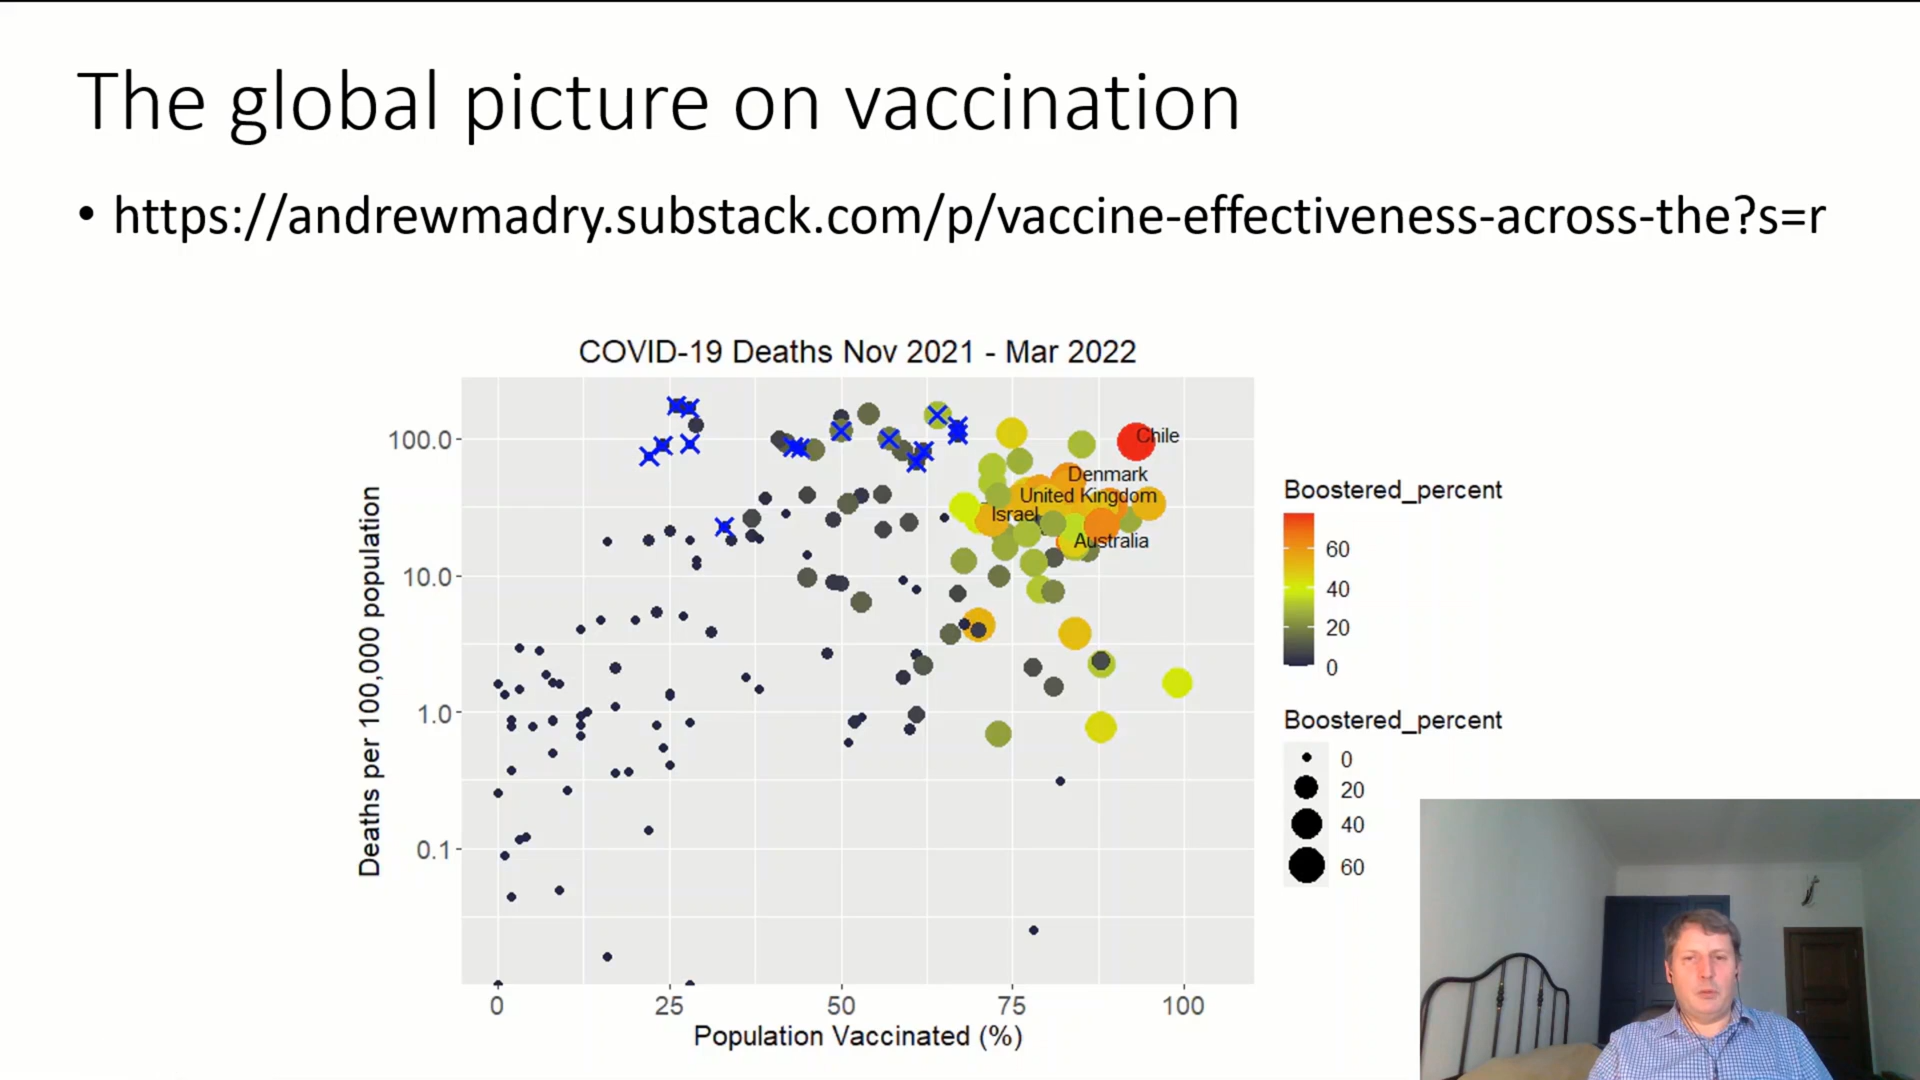 The global picture on vaccination
• https://andrewmadry.substack.com/p/vaccine-effectiveness-across-the?s=r
COVID-19 Deaths Nov 2021 - Mar 2022
Deaths per 100,000 population
100.0
10.0
1.0
0.1
Chile
Denmark
United Kingdom
Israel
Australia
0 25 50 75 100
Population Vaccinated (%)
Boostered_percent
60
40
20
0
Boostered_percent
0
20
40
60